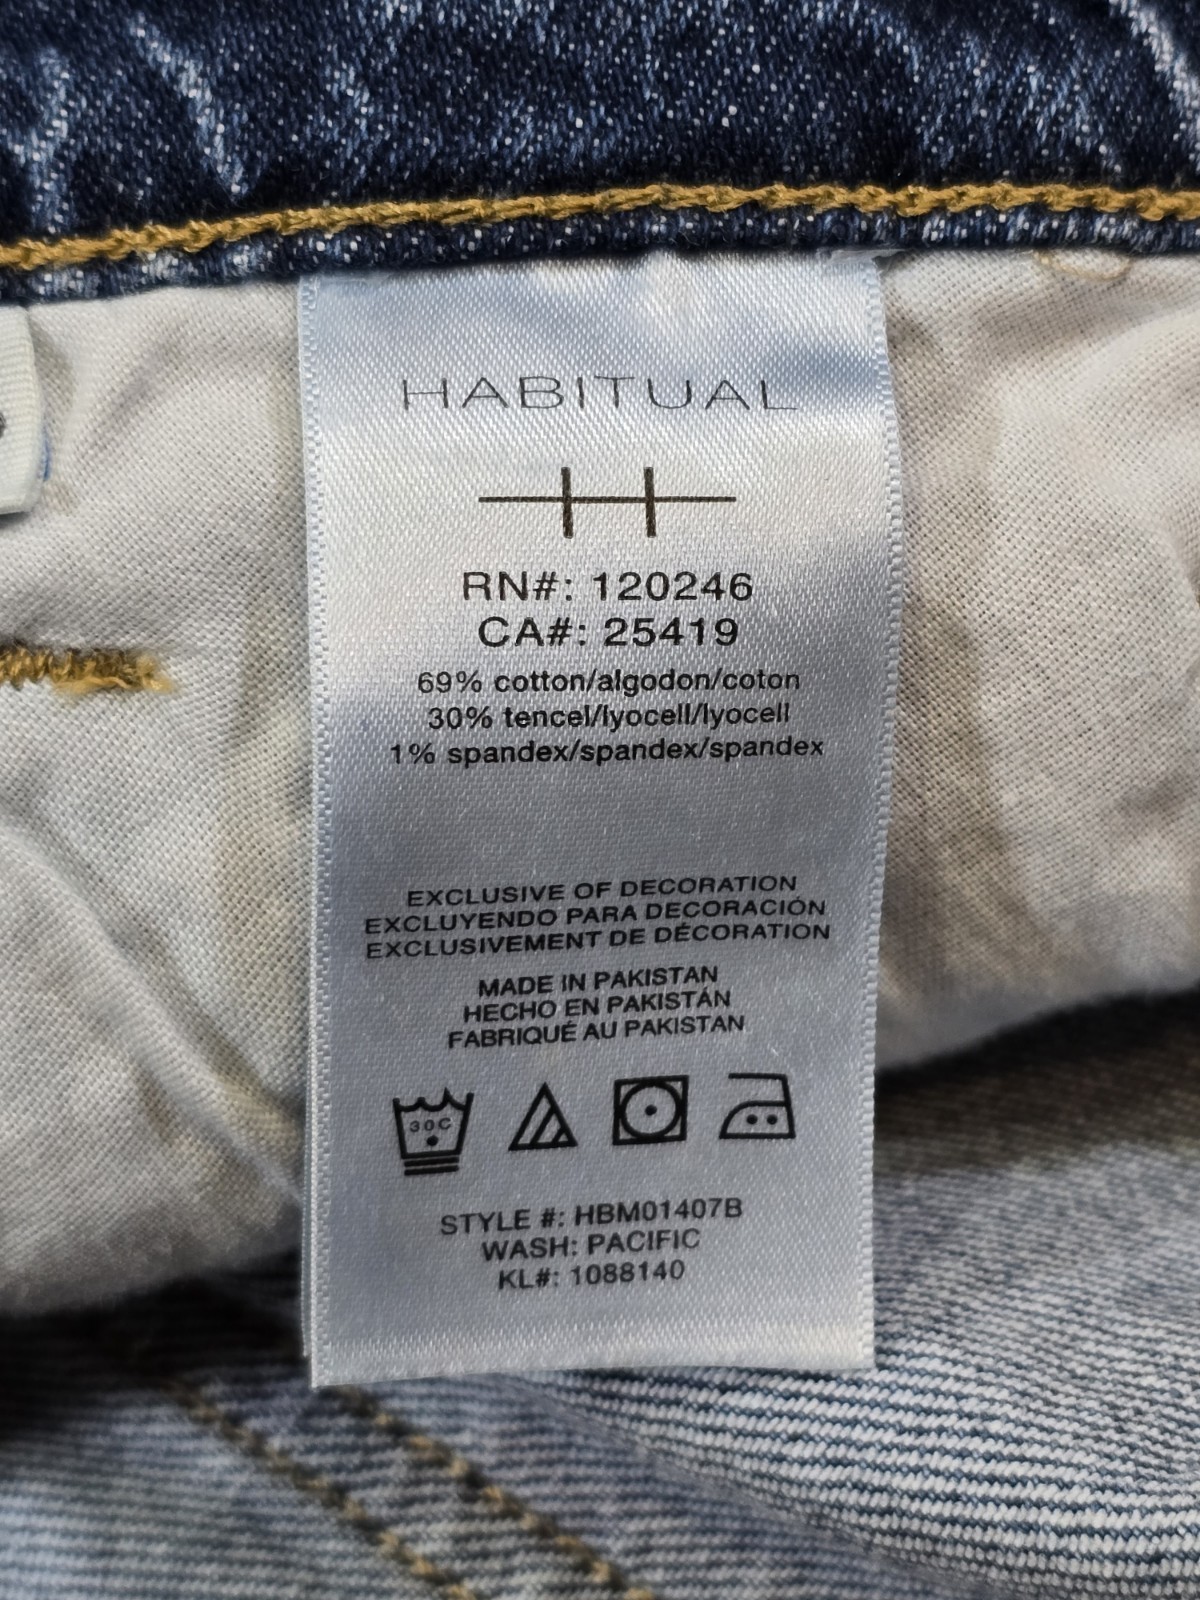 HABITUAL
RN#: 120246
CA#: 25419
69% cotton/algodon/coton
30% tencel/lyocell/lyocell
1% spandex/spandex/spandex
EXCLUSIVE OF DECORATION
EXCLUYENDO PARA DECORACIÓN
EXCLUSIVEMENT DE DÉCORATION
MADE IN PAKISTAN
HECHO EN PAKISTÁN
FABRIQUÉ AU PAKISTAN
30C
STYLE #: HBM01407B
WASH: PACIFIC
KL#: 1088140